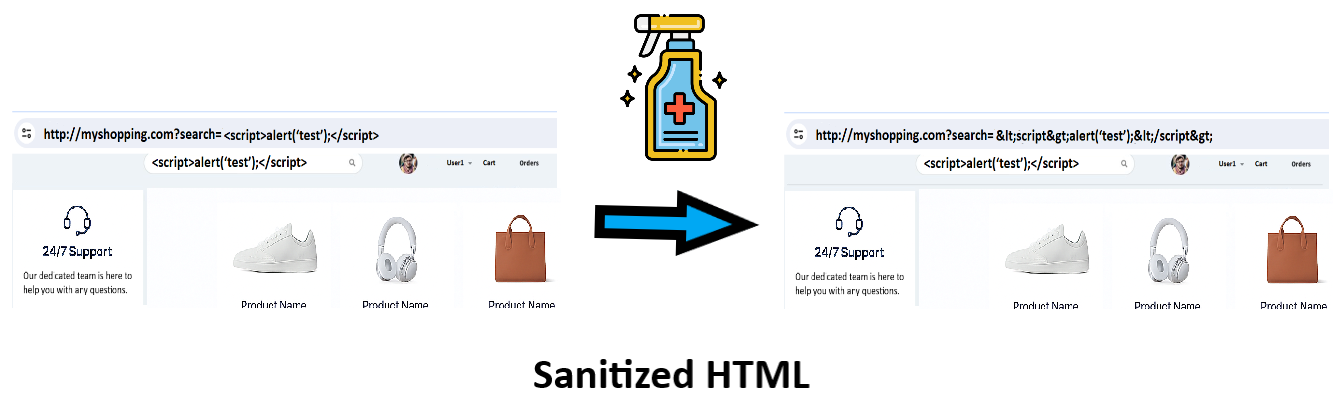 http://myshopping.com?search= <script>alert(‘test’);</script>
<script>alert(‘test’);</script>
User1 Cart Orders
24/7 Support
Our dedicated team is here to
help you with any questions.
Product Name Product Name Product Name
http://myshopping.com?search= &lt;script&gt;alert(‘test’);&lt;/script&gt;
<script>alert(‘test’);</script>
User1 Cart Orders
24/7 Support
Our dedicated team is here to
help you with any questions.
Product Name Product Name Product Name
Sanitized HTML